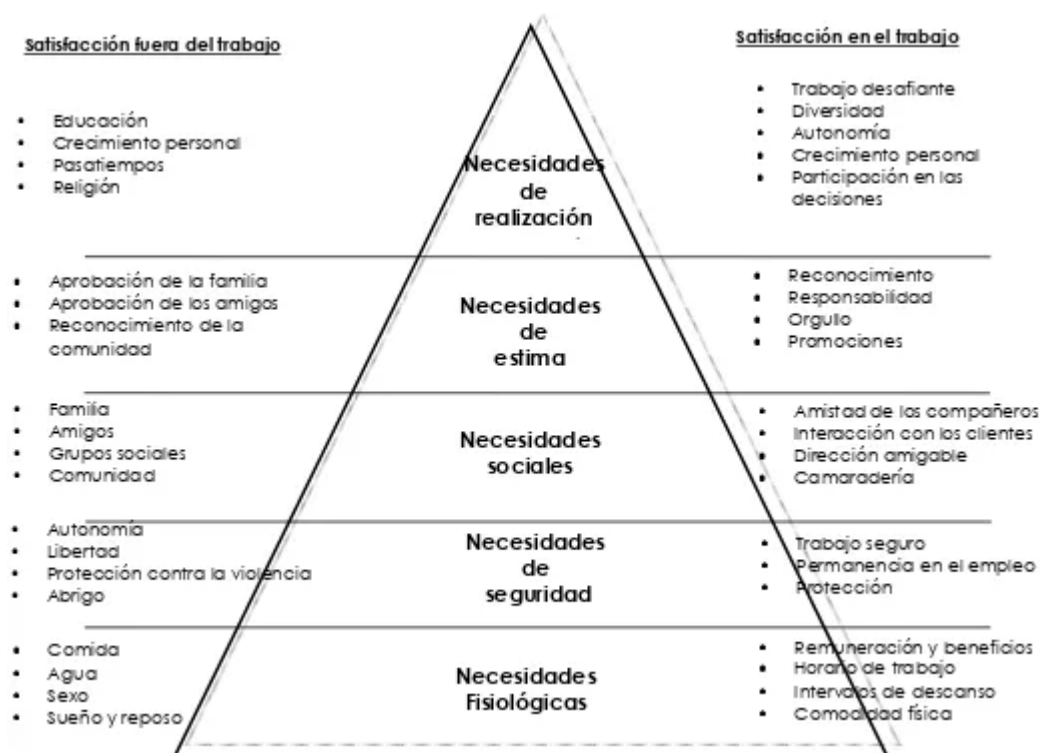 Satisfacción fuera del trabajo
Satisfacción en el trabajo
• Educación
• Crecimiento personal
• Pasatiempos
• Religión
Necesidades
de
realización
• Trabajo desafiante
• Diversidad
• Autonomía
• Crecimiento personal
• Participación en las
decisiones
• Aprobación de la familia
• Aprobación de los amigos
• Reconocimiento de la
comunidad
Necesidades
de
estima
• Reconocimiento
• Responsabilidad
• Orgullo
• Promociones
• Familia
• Amigos
• Grupos sociales
• Comunidad
Necesidades
sociales
• Amistad de los compañeros
• Interacción con los clientes
• Dirección amigable
• Camaradería
• Autonomía
• Libertad
• Protección contra la violencia
• Abrigo
Necesidades
de
seguridad
• Trabajo seguro
• Permanencia en el empleo
• Protección
• Comida
• Agua
• Sexo
• Sueño y reposo
Necesidades
Fisiológicas
• Remuneración y beneficios
• Horario de trabajo
• Intervalos de descanso
• Comodidad física